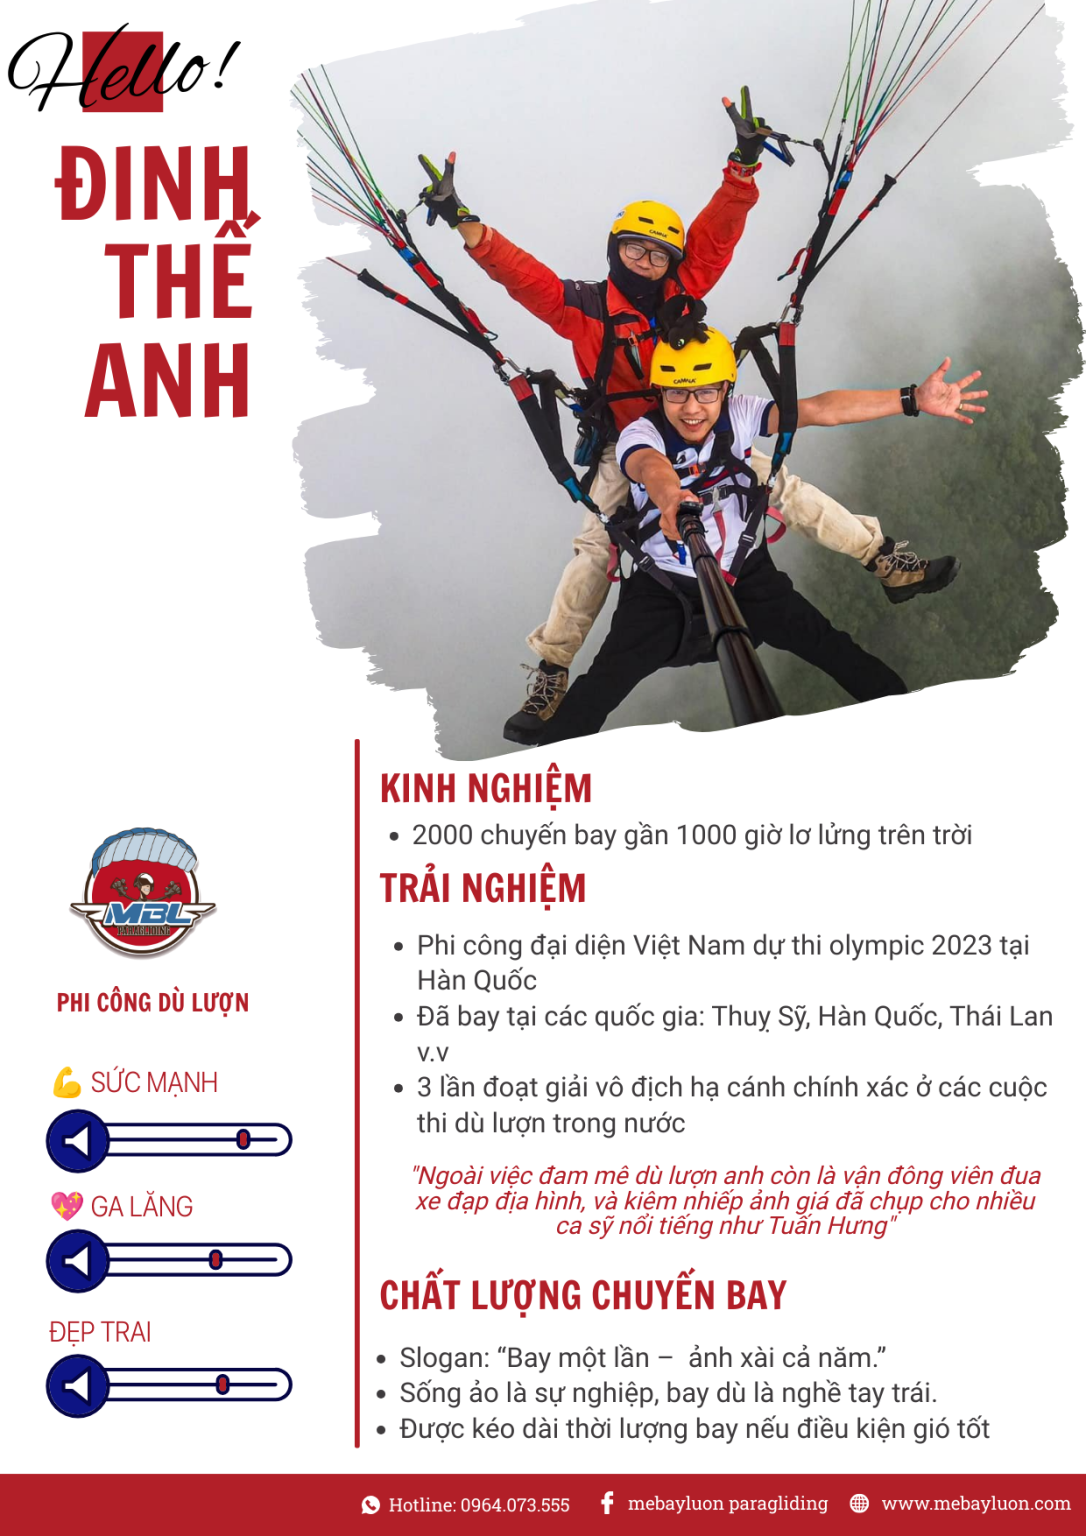 Hello!
ĐINH
THẾ
ANH
CAMNA
CAMNA
KINH NGHIỆM
• 2000 chuyến bay gần 1000 giờ lơ lửng trên trời
TRẢI NGHIỆM
• Phi công đại diện Việt Nam dự thi olympic 2023 tại
Hàn Quốc
• Đã bay tại các quốc gia: Thuỵ Sỹ, Hàn Quốc, Thái Lan
v.v
• 3 lần đoạt giải vô địch hạ cánh chính xác ở các cuộc
thi dù lượn trong nước
"Ngoài việc đam mê dù lượn anh còn là vận đông viên đua
xe đạp địa hình, và kiêm nhiếp ảnh giá đã chụp cho nhiều
ca sỹ nổi tiếng như Tuấn Hưng"
CHẤT LƯỢNG CHUYẾN BAY
• Slogan: “Bay một lần – ảnh xài cả năm.”
• Sống ảo là sự nghiệp, bay dù là nghề tay trái.
• Được kéo dài thời lượng bay nếu điều kiện gió tốt
MBL
PARAGLIDING
PHI CÔNG DÙ LƯỢN
💪 SỨC MẠNH
💖 GA LĂNG
ĐẸP TRAI
Hotline: 0964.073.555
mebayluon paragliding
www.mebayluon.com